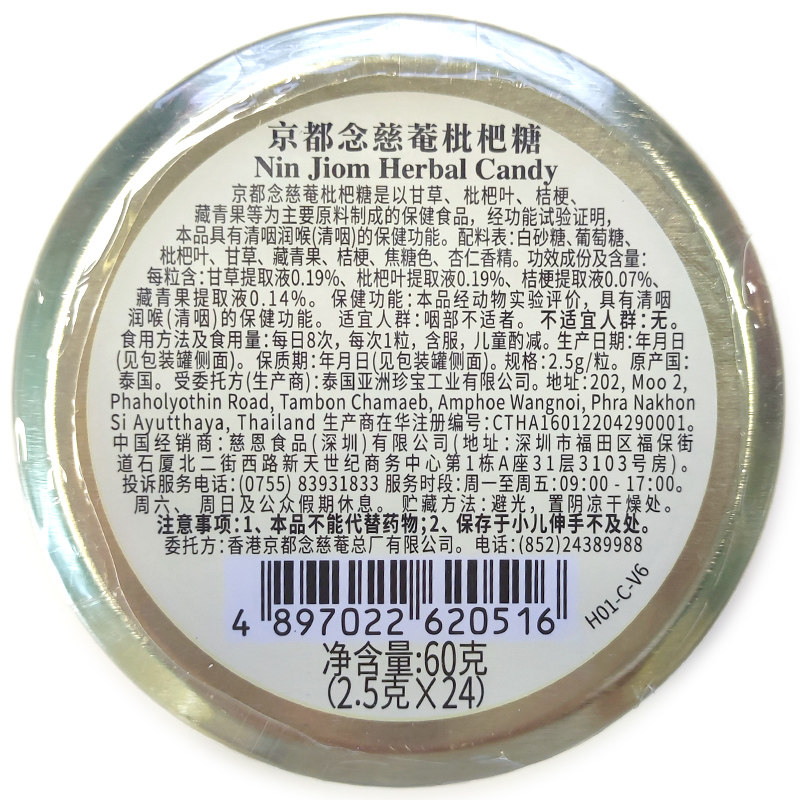 京都念慈菴枇杷糖
Nin Jiom Herbal Candy
京都念慈菴枇杷糖是以甘草、枇杷叶、桔梗、
藏青果等为主要原料制成的保健食品，经功能试验证明，
本品具有清咽润喉(清咽)的保健功能。配料表:白砂糖、葡萄糖、
枇杷叶、甘草、藏青果、桔梗、焦糖色、杏仁香精。功效成份及含量:
每粒含:甘草提取液0.19%、枇杷叶提取液0.19%、桔梗提取液0.07%、
藏青果提取液0.14%。保健功能:本品经动物实验评价，具有清咽
润喉(清咽)的保健功能。适宜人群:咽部不适者。不适宜人群:无。
食用方法及食用量:每日8次，每次1粒，含服，儿童酌减。生产日期:年月日
(见包装罐侧面)。保质期:年月日(见包装罐侧面)。规格:2.5g/粒。原产国:
泰国。受委托方(生产商):泰国亚洲珍宝工业有限公司。地址:202, Moo 2,
Phaholyothin Road, Tambon Chamaeb, Amphoe Wangnoi, Phra Nakhon
Si Ayutthaya, Thailand 生产商在华注册编号:CTHA16012204290001。
中国经销商:慈恩食品(深圳)有限公司(地址:深圳市福田区福保街
道石厦北二街西路新天世纪商务中心第1栋A座31层3103号房)。
投诉服务电话:(0755) 83931833 服务时段:周一至周五:09:00 - 17:00。
周六、周日及公众假期休息。贮藏方法:避光，置阴凉干燥处。
注意事项:1、本品不能代替药物;2、保存于小儿伸手不及处。
委托方:香港京都念慈菴总厂有限公司。电话:(852)24389988
4 897022 620516
H01-C-V6
净含量:60克
(2.5克X24)